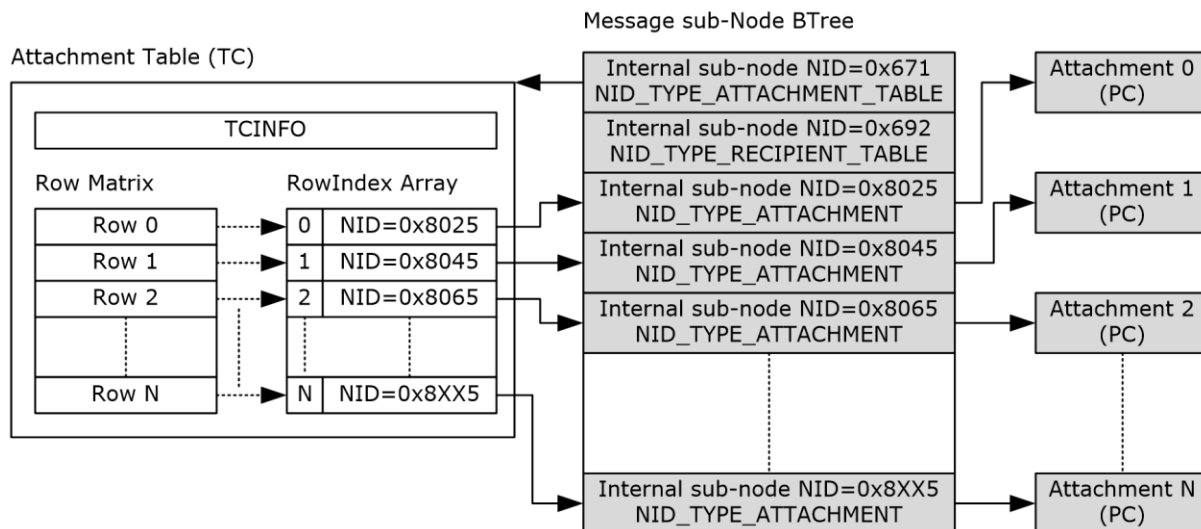 Message sub-Node BTree
Attachment Table (TC)
TCINFO
Row Matrix
RowIndex Array
Row 0
0
NID=0x8025
Row 1
1
NID=0x8045
Row 2
2
NID=0x8065
Row N
N
NID=0x8XX5
Internal sub-node NID=0x671
NID_TYPE_ATTACHMENT_TABLE
Internal sub-node NID=0x692
NID_TYPE_RECIPIENT_TABLE
Internal sub-node NID=0x8025
NID_TYPE_ATTACHMENT
Internal sub-node NID=0x8045
NID_TYPE_ATTACHMENT
Internal sub-node NID=0x8065
NID_TYPE_ATTACHMENT
Internal sub-node NID=0x8XX5
NID_TYPE_ATTACHMENT
Attachment 0
(PC)
Attachment 1
(PC)
Attachment 2
(PC)
Attachment N
(PC)